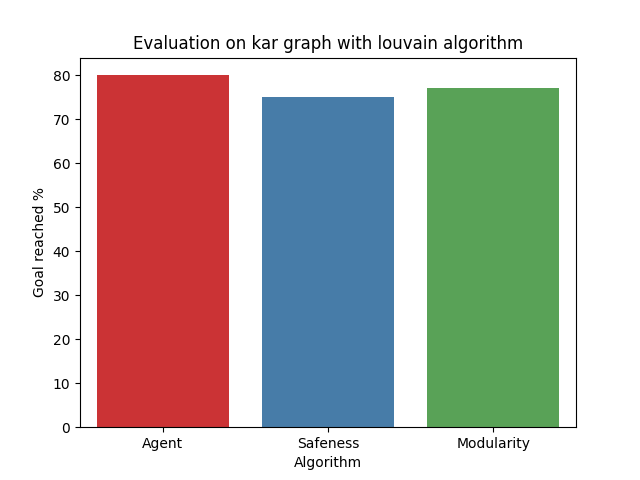 Evaluation on kar graph with louvain algorithm
80
70
60
50
40
30
20
10
0
Goal reached %
Agent
Safeness
Modularity
Algorithm